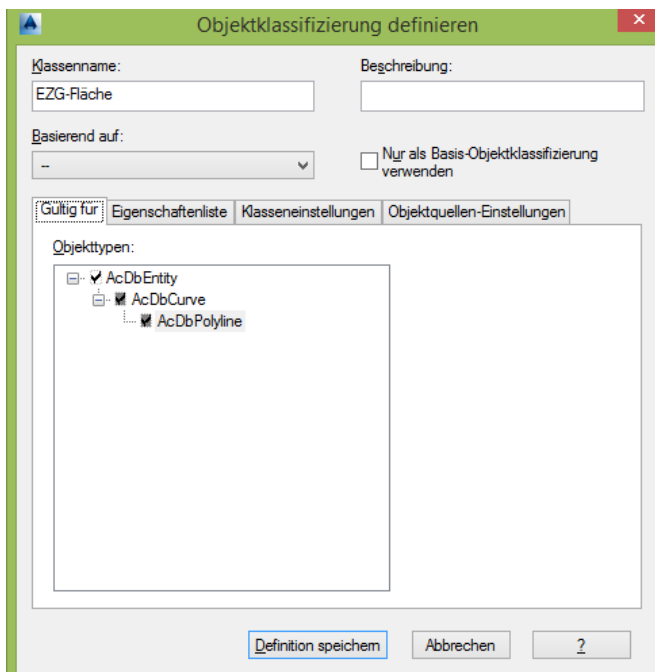 Objektklassifizierung definieren
Klassenname:
Beschreibung:
EZG-Fläche
Basierend auf:
--
Nur als Basis-Objektklassifizierung
verwenden
Gültig für Eigenschaftenliste Klasseneinstellungen Objektquellen-Einstellungen
Objekttypen:
AcDbEntity
AcDbCurve
AcDbPolyline
Definition speichern Abbrechen ?